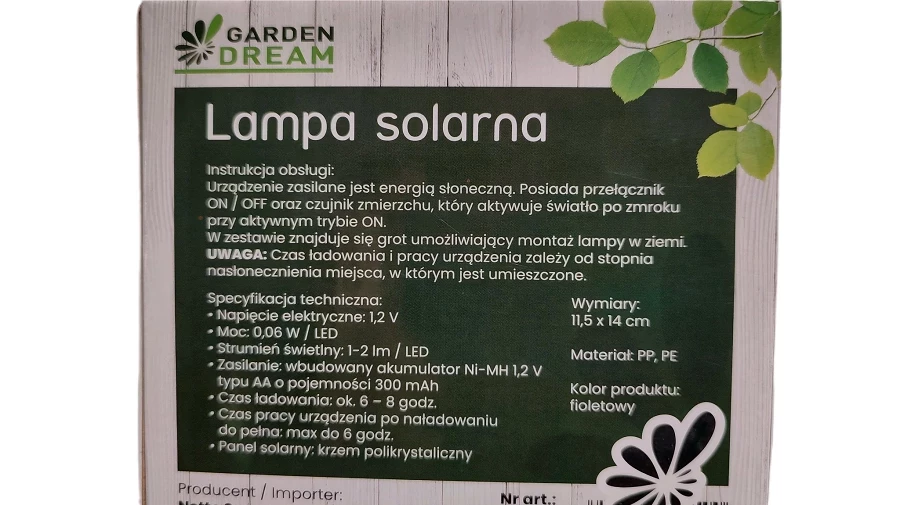 GARDEN
DREAM
Lampa solarna
Instrukcja obsługi:
Urządzenie zasilane jest energią słoneczną. Posiada przełącznik
ON / OFF oraz czujnik zmierzchu, który aktywuje światło po zmroku
przy aktywnym trybie ON.
W zestawie znajduje się grot umożliwiający montaż lampy w ziemi.
UWAGA: Czas ładowania i pracy urządzenia zależy od stopnia
nasłonecznienia miejsca, w którym jest umieszczone.
Specyfikacja techniczna:
• Napięcie elektryczne: 1,2 V
• Moc: 0,06 W / LED
• Strumień świetlny: 1-2 lm / LED
• Zasilanie: wbudowany akumulator Ni-MH 1,2 V
typu AA o pojemności 300 mAh
• Czas ładowania: ok. 6 – 8 godz.
• Czas pracy urządzenia po naładowaniu
do pełna: max do 6 godz.
• Panel solarny: krzem polikrystaliczny
Wymiary:
11,5 x 14 cm
Materiał: PP, PE
Kolor produktu:
fioletowy
Producent / Importer:
Nr art.: